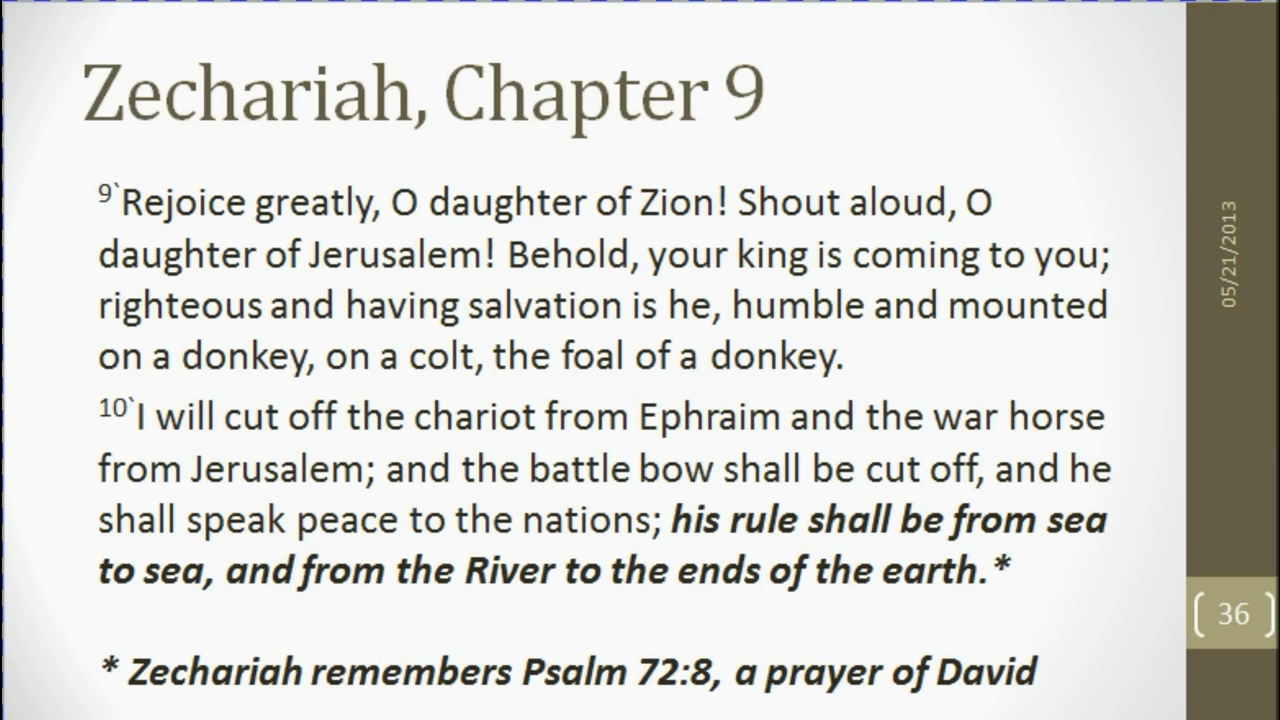 Zechariah, Chapter 9
9`Rejoice greatly, O daughter of Zion! Shout aloud, O
daughter of Jerusalem! Behold, your king is coming to you;
righteous and having salvation is he, humble and mounted
on a donkey, on a colt, the foal of a donkey.
10`I will cut off the chariot from Ephraim and the war horse
from Jerusalem; and the battle bow shall be cut off, and he
shall speak peace to the nations; his rule shall be from sea
to sea, and from the River to the ends of the earth.*
* Zechariah remembers Psalm 72:8, a prayer of David
05/21/2013
36